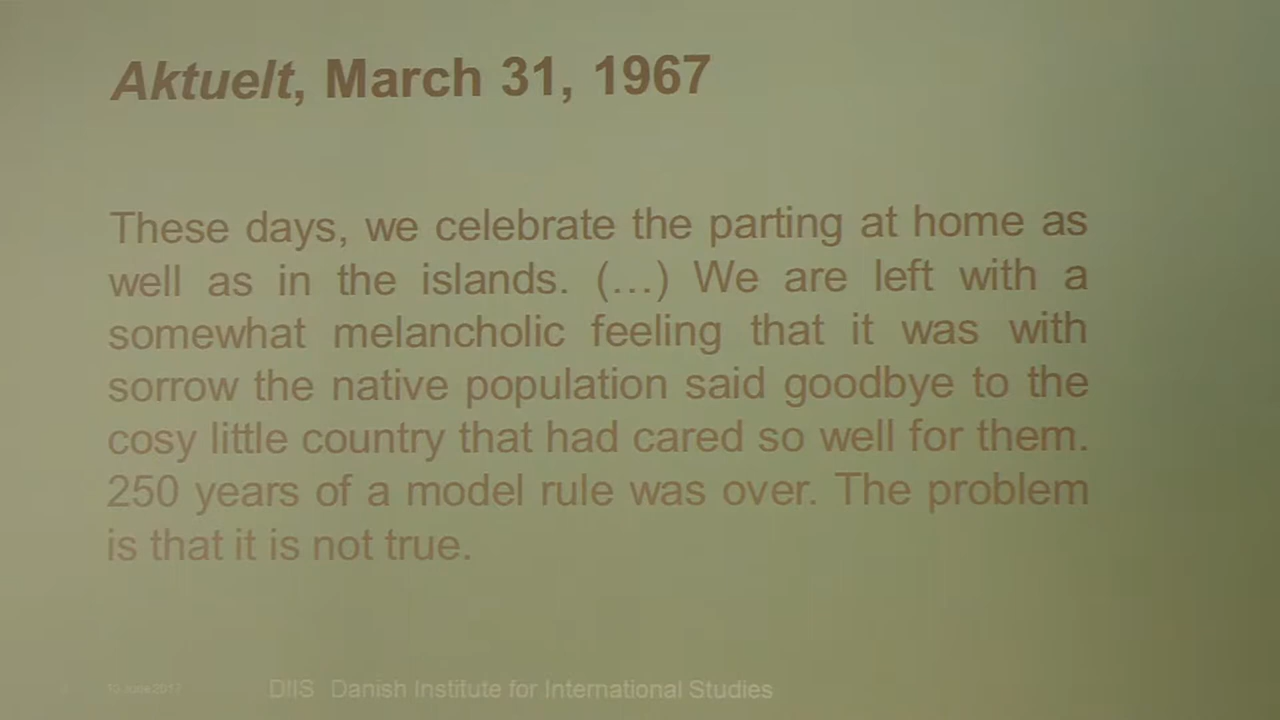 Aktuelt, March 31, 1967
These days, we celebrate the parting at home as
well as in the islands. (…) We are left with a
somewhat melancholic feeling that it was with
sorrow the native population said goodbye to the
cosy little country that had cared so well for them.
250 years of a model rule was over. The problem
is that it is not true.
June 2017
DIIS Danish Institute for International Studies